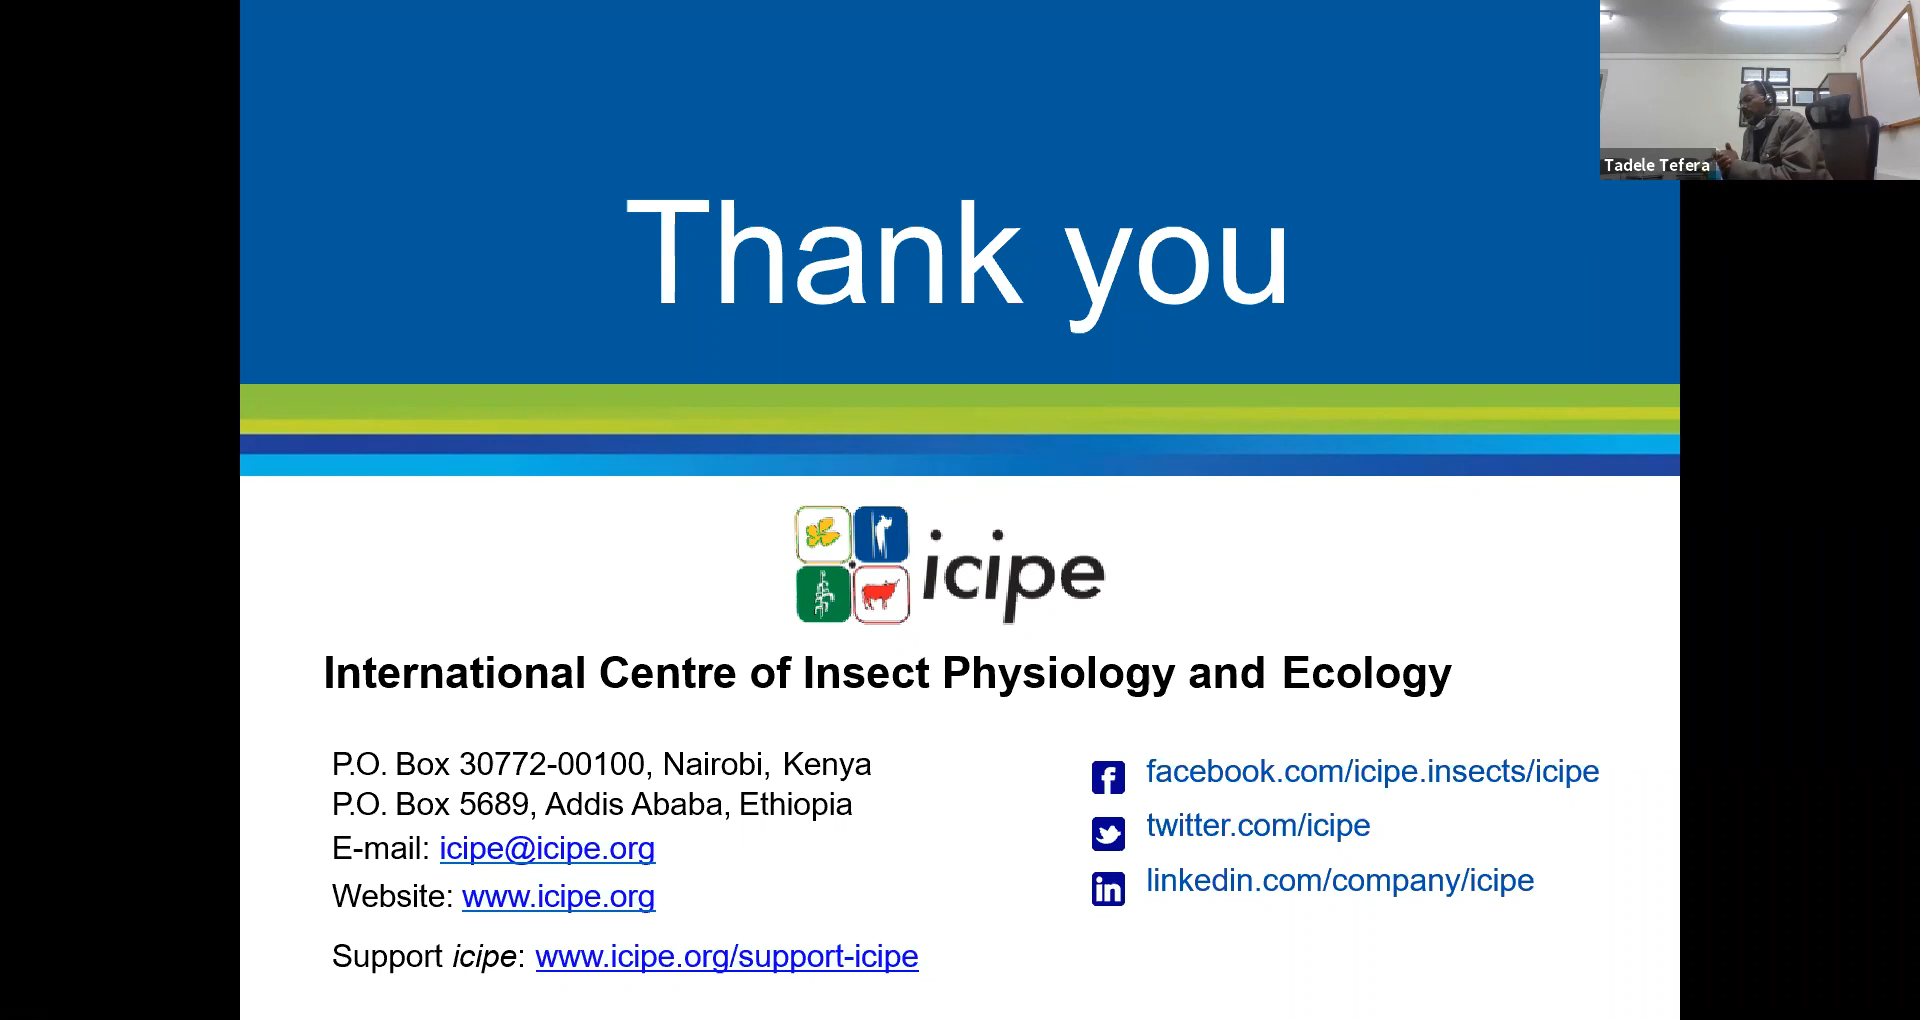 Thank you
Tadele Tefera
icipe
International Centre of Insect Physiology and Ecology
P.O. Box 30772-00100, Nairobi, Kenya
P.O. Box 5689, Addis Ababa, Ethiopia
E-mail: icipe@icipe.org
Website: www.icipe.org
Support icipe: www.icipe.org/support-icipe
facebook.com/icipe.insects/icipe
twitter.com/icipe
linkedin.com/company/icipe